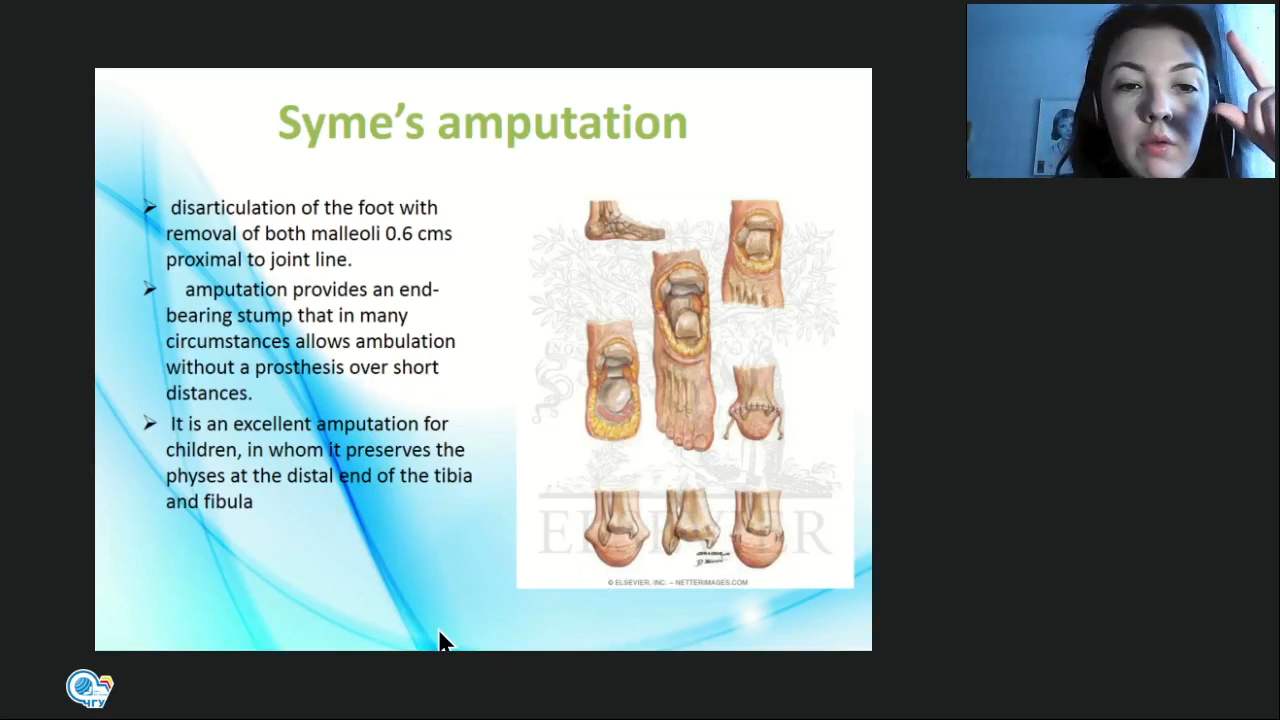 Syme's amputation
➢ disarticulation of the foot with
removal of both malleoli 0.6 cms
proximal to joint line.
➢ amputation provides an end-
bearing stump that in many
circumstances allows ambulation
without a prosthesis over short
distances.
➢ It is an excellent amputation for
children, in whom it preserves the
physes at the distal end of the tibia
and fibula
ELSEVIER
© ELSEVIER, INC. – NETTERIMAGES.COM
ЧГУ